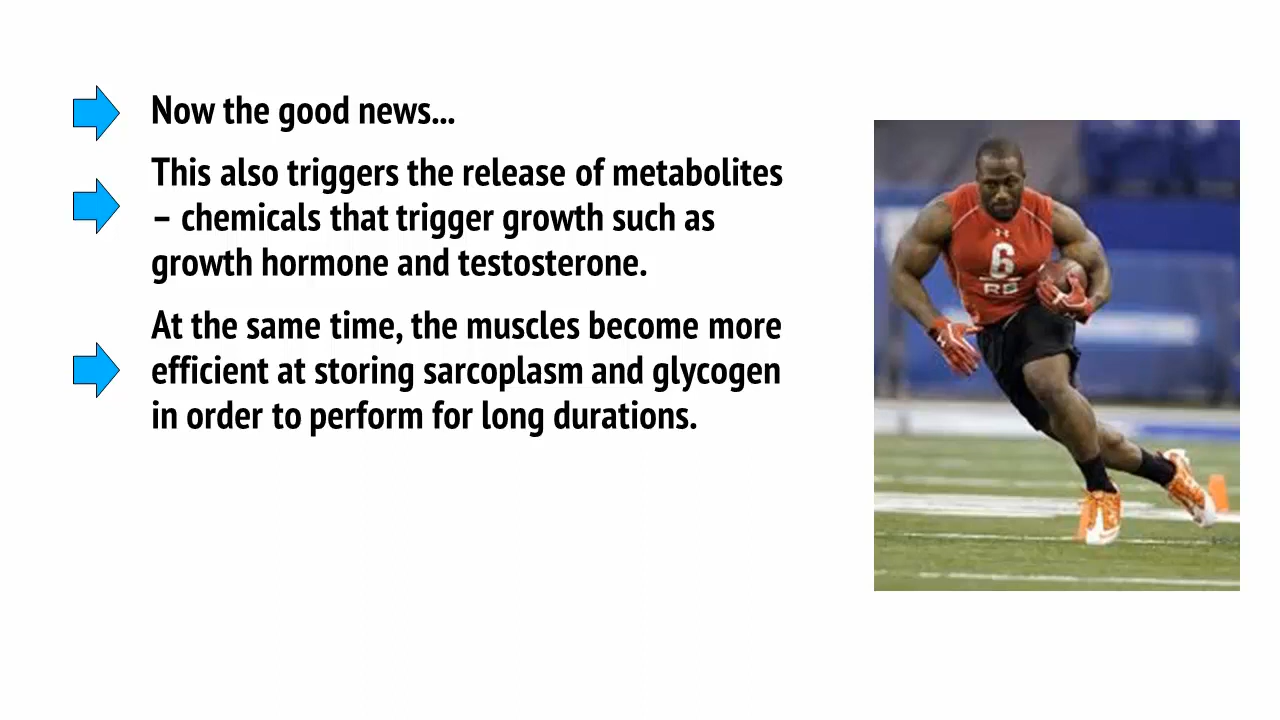 Now the good news...
This also triggers the release of metabolites
– chemicals that trigger growth such as
growth hormone and testosterone.
At the same time, the muscles become more
efficient at storing sarcoplasm and glycogen
in order to perform for long durations.
6
RB